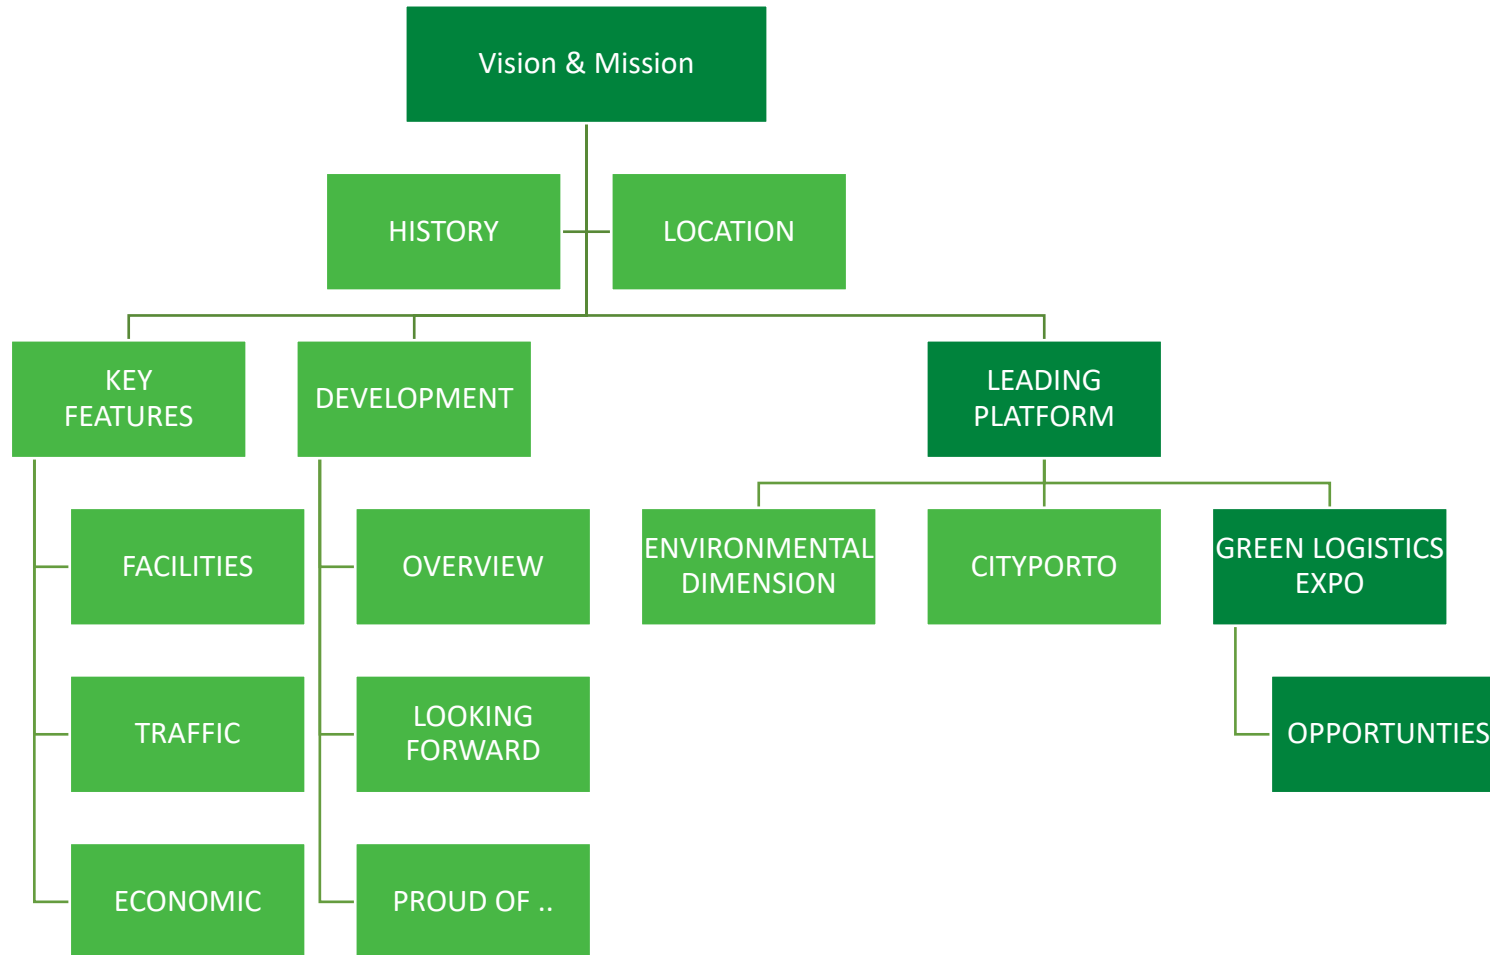 Vision & Mission
HISTORY
LOCATION
KEY
FEATURES
DEVELOPMENT
LEADING
PLATFORM
FACILITIES
OVERVIEW
ENVIRONMENTAL
DIMENSION
CITYPORTO
GREEN LOGISTICS
EXPO
TRAFFIC
LOOKING
FORWARD
OPPORTUNTIES
ECONOMIC
PROUD OF ..